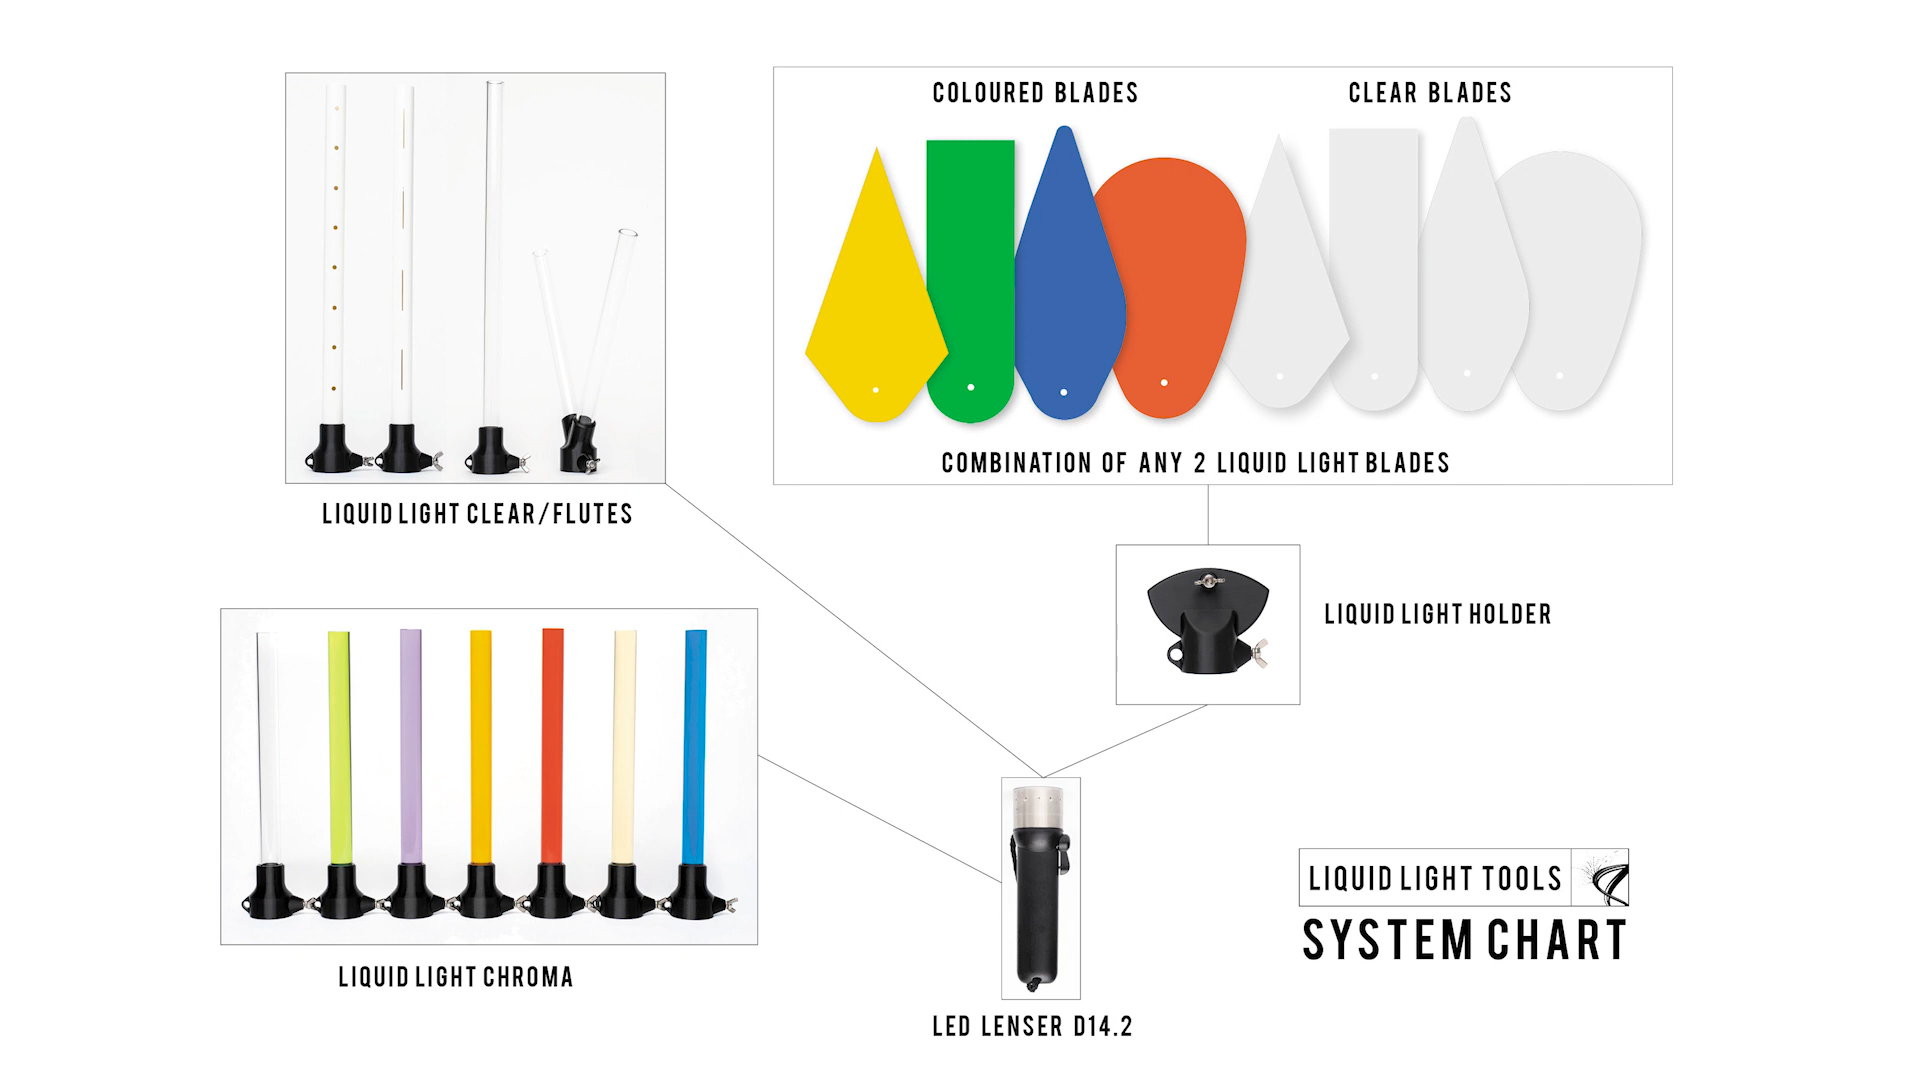 COLOURED BLADES
CLEAR BLADES
COMBINATION OF ANY 2 LIQUID LIGHT BLADES
LIQUID LIGHT CLEAR/FLUTES
LIQUID LIGHT HOLDER
LIQUID LIGHT CHROMA
LED LENSER D14.2
LIQUID LIGHT TOOLS
SYSTEM CHART